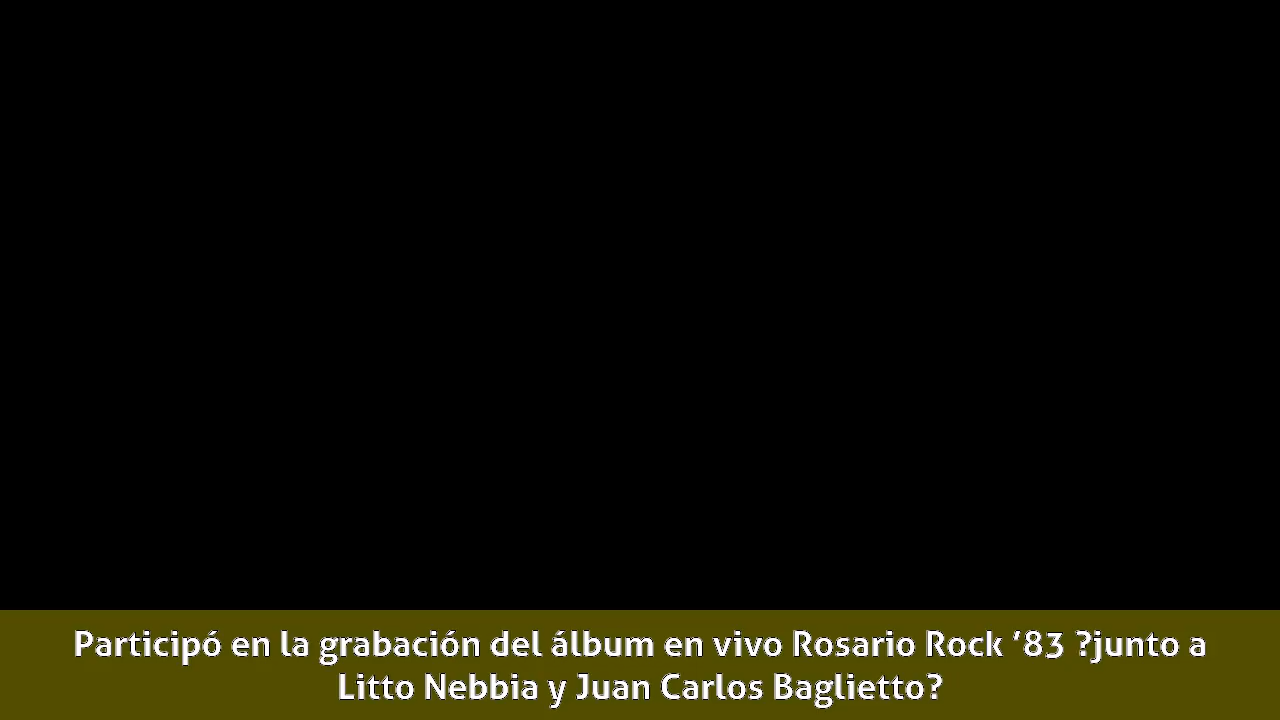 Participó en la grabación del álbum en vivo Rosario Rock ’83 ?junto a
Litto Nebbia y Juan Carlos Baglietto?